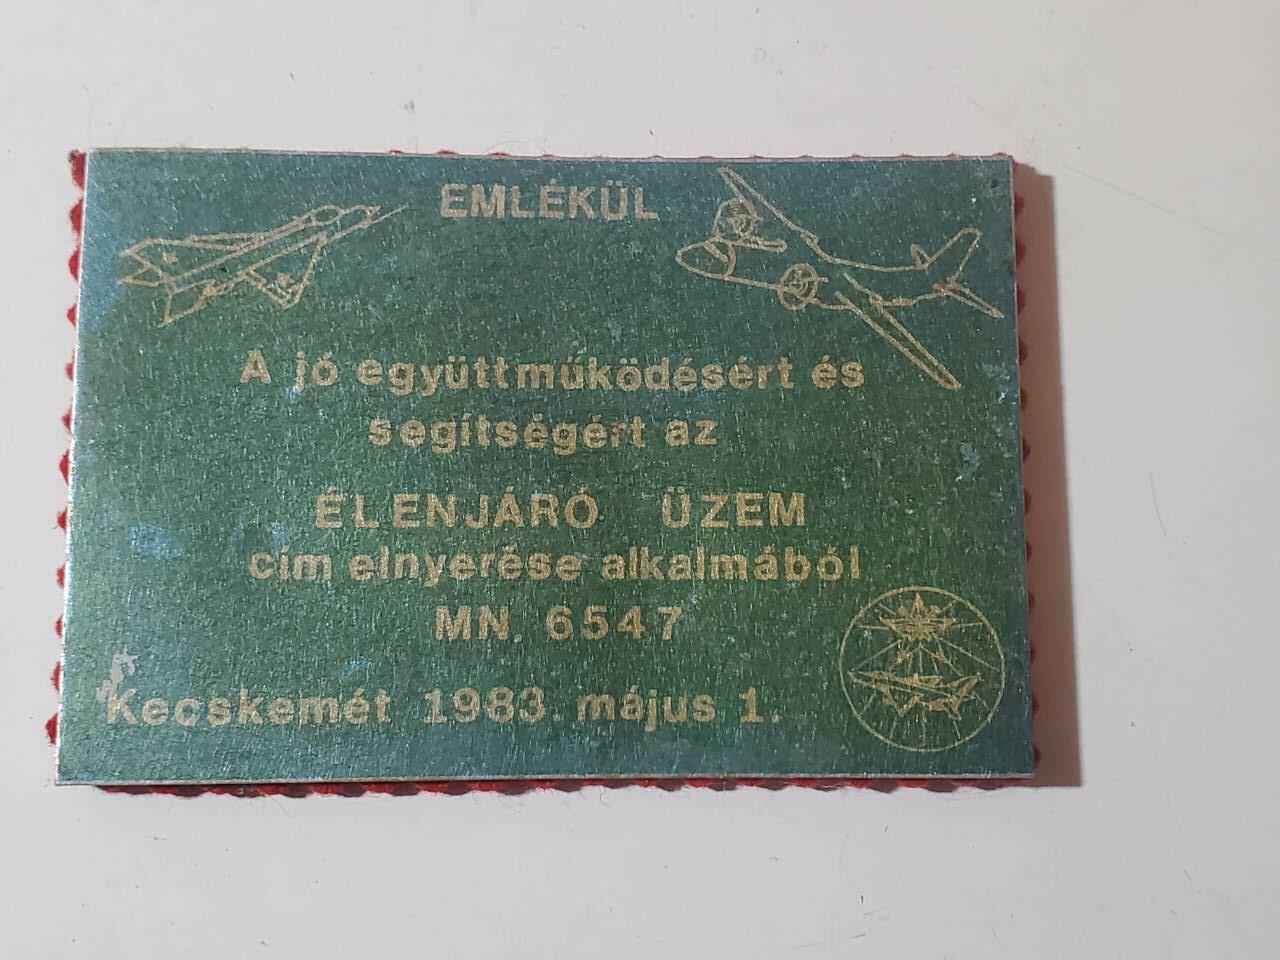 EMLÉKÜL
A jó együttműködésért és
segítségért az
ÉLENJÁRÓ ÜZEM
cím elnyerése alkalmából
MN. 6547
Kecskemét 1983. május 1.